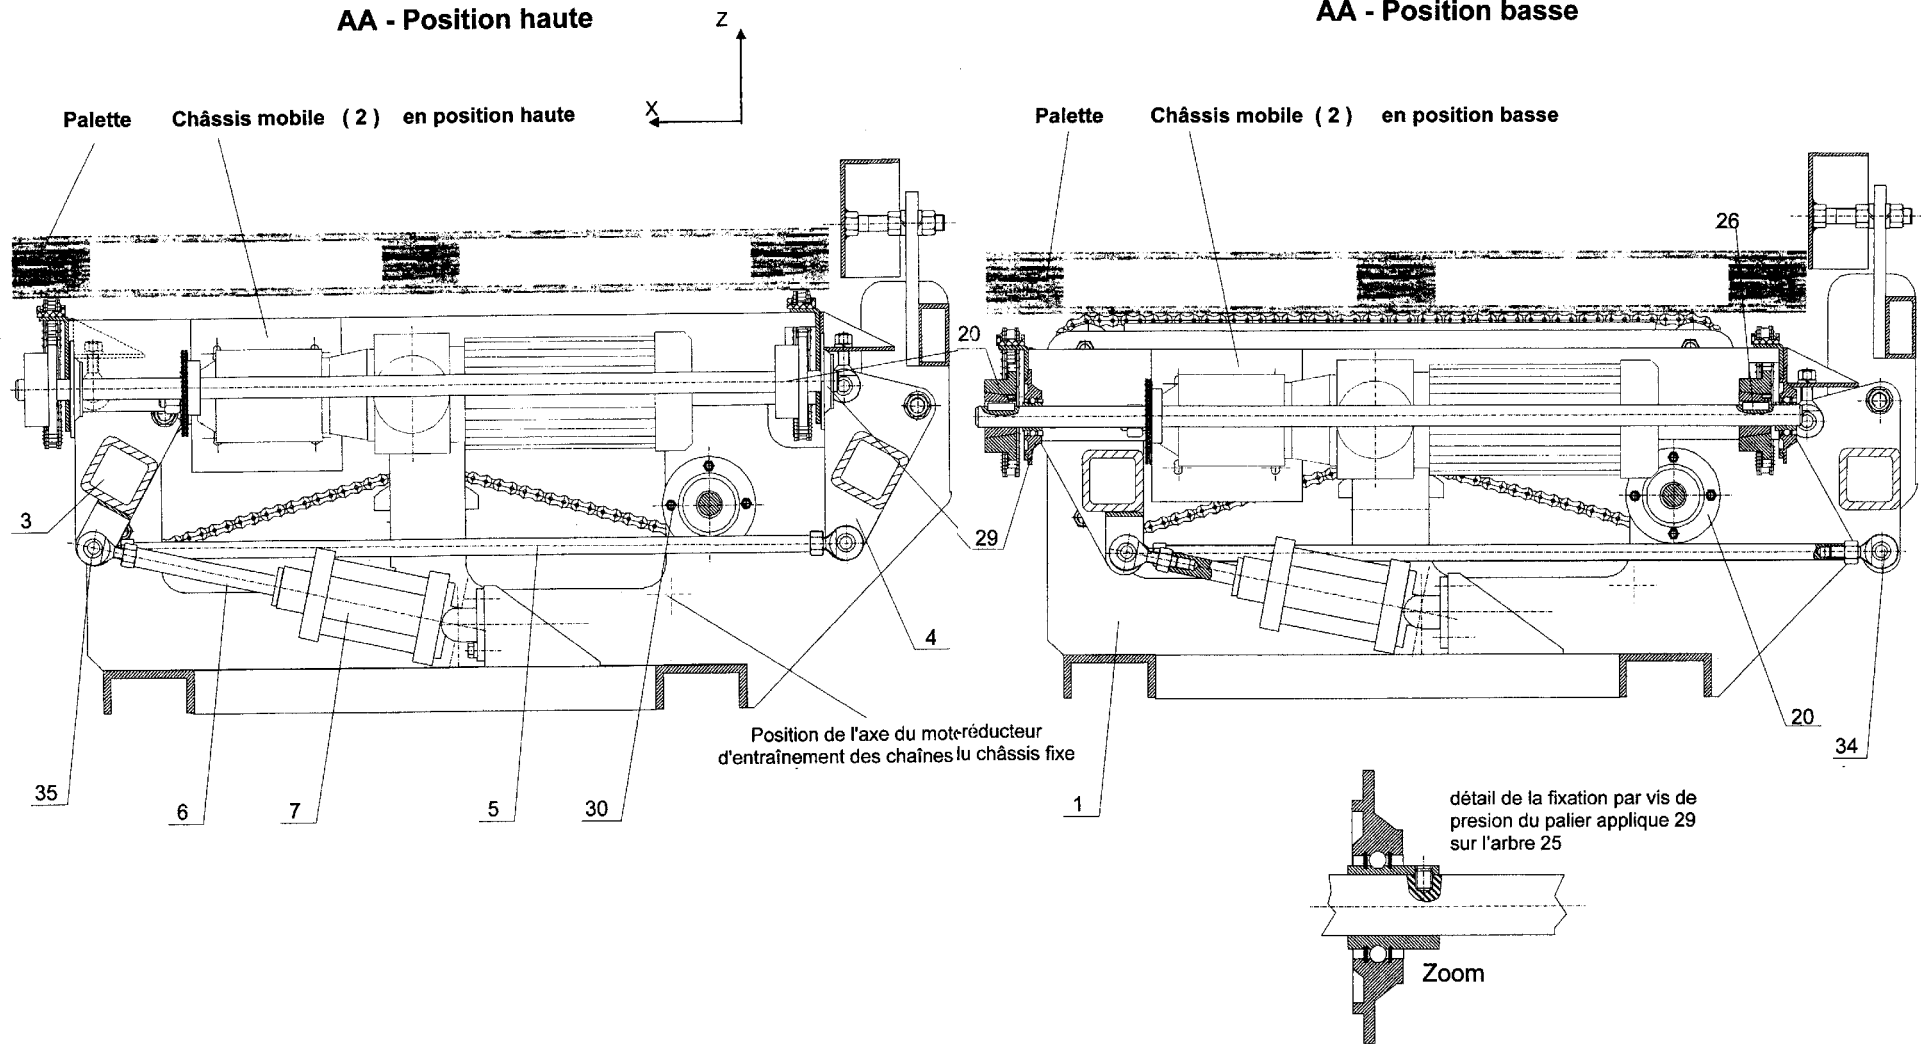 AA - Position haute
AA - Position basse
Z
X
Palette
Châssis mobile ( 2 ) en position haute
Palette
Châssis mobile ( 2 ) en position basse
26
20
3
29
4
Position de l'axe du motoréducteur
d'entraînement des chaînes lu châssis fixe
20
34
35
6
7
5
30
1
détail de la fixation par vis de
presion du palier applique 29
sur l'arbre 25
Zoom